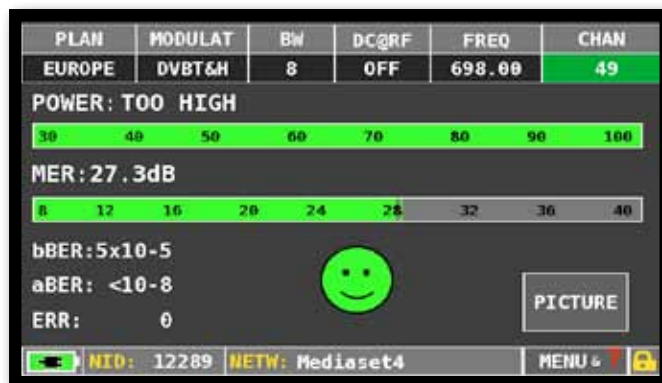 PLAN MODULAT BW DC@RF FREQ CHAN
EUROPE DVBT&H 8 OFF 698.00 49
POWER: TOO HIGH
30 40 50 60 70 80 90 100
MER:27.3dB
8 12 16 20 24 28 32 36 40
bBER:5x10-5
aBER: <10-8
PICTURE
ERR: 0
NID: 12289 NETW: Mediaset4 MENU &